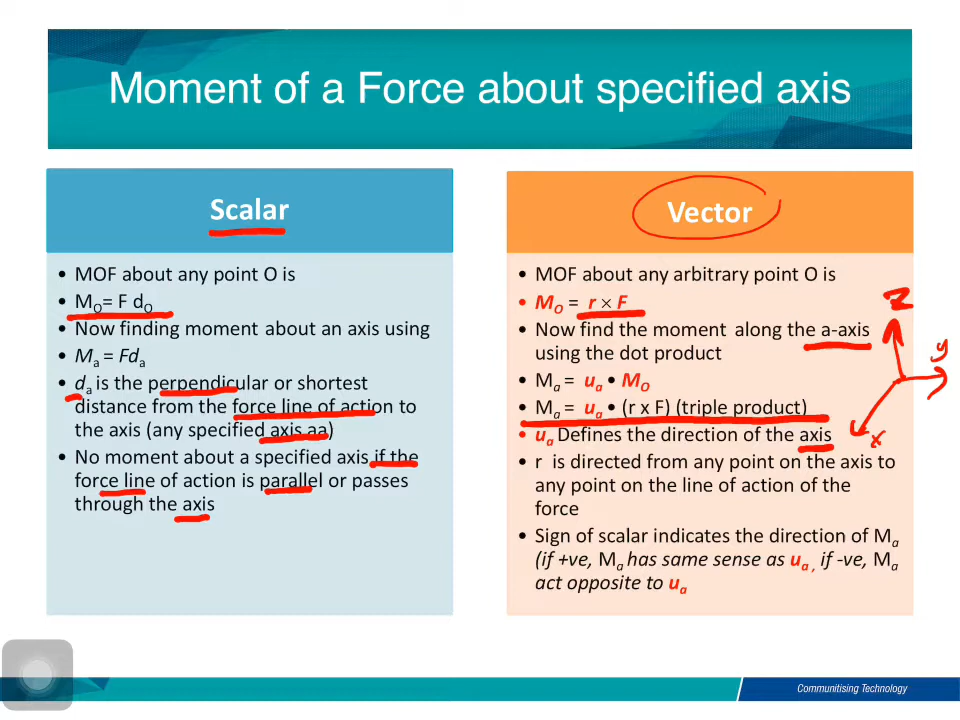 Moment of a Force about specified axis
Scalar
• MOF about any point O is
• Mo= F do
• Now finding moment about an axis using
• Ma = Fda
• da is the perpendicular or shortest
distance from the force line of action to
the axis (any specified axis aa)
• No moment about a specified axis if the
force line of action is parallel or passes
through the axis
Vector
• MOF about any arbitrary point O is
• Mo = r × F
• Now find the moment along the a-axis
using the dot product
• Ma = ua • Mo
• Ma = ua • (r x F) (triple product)
• ua Defines the direction of the axis
• r is directed from any point on the axis to
any point on the line of action of the
force
• Sign of scalar indicates the direction of Ma
(if +ve, Ma has same sense as ua , if -ve, Ma
act opposite to ua
z
y
x
Communitising Technology